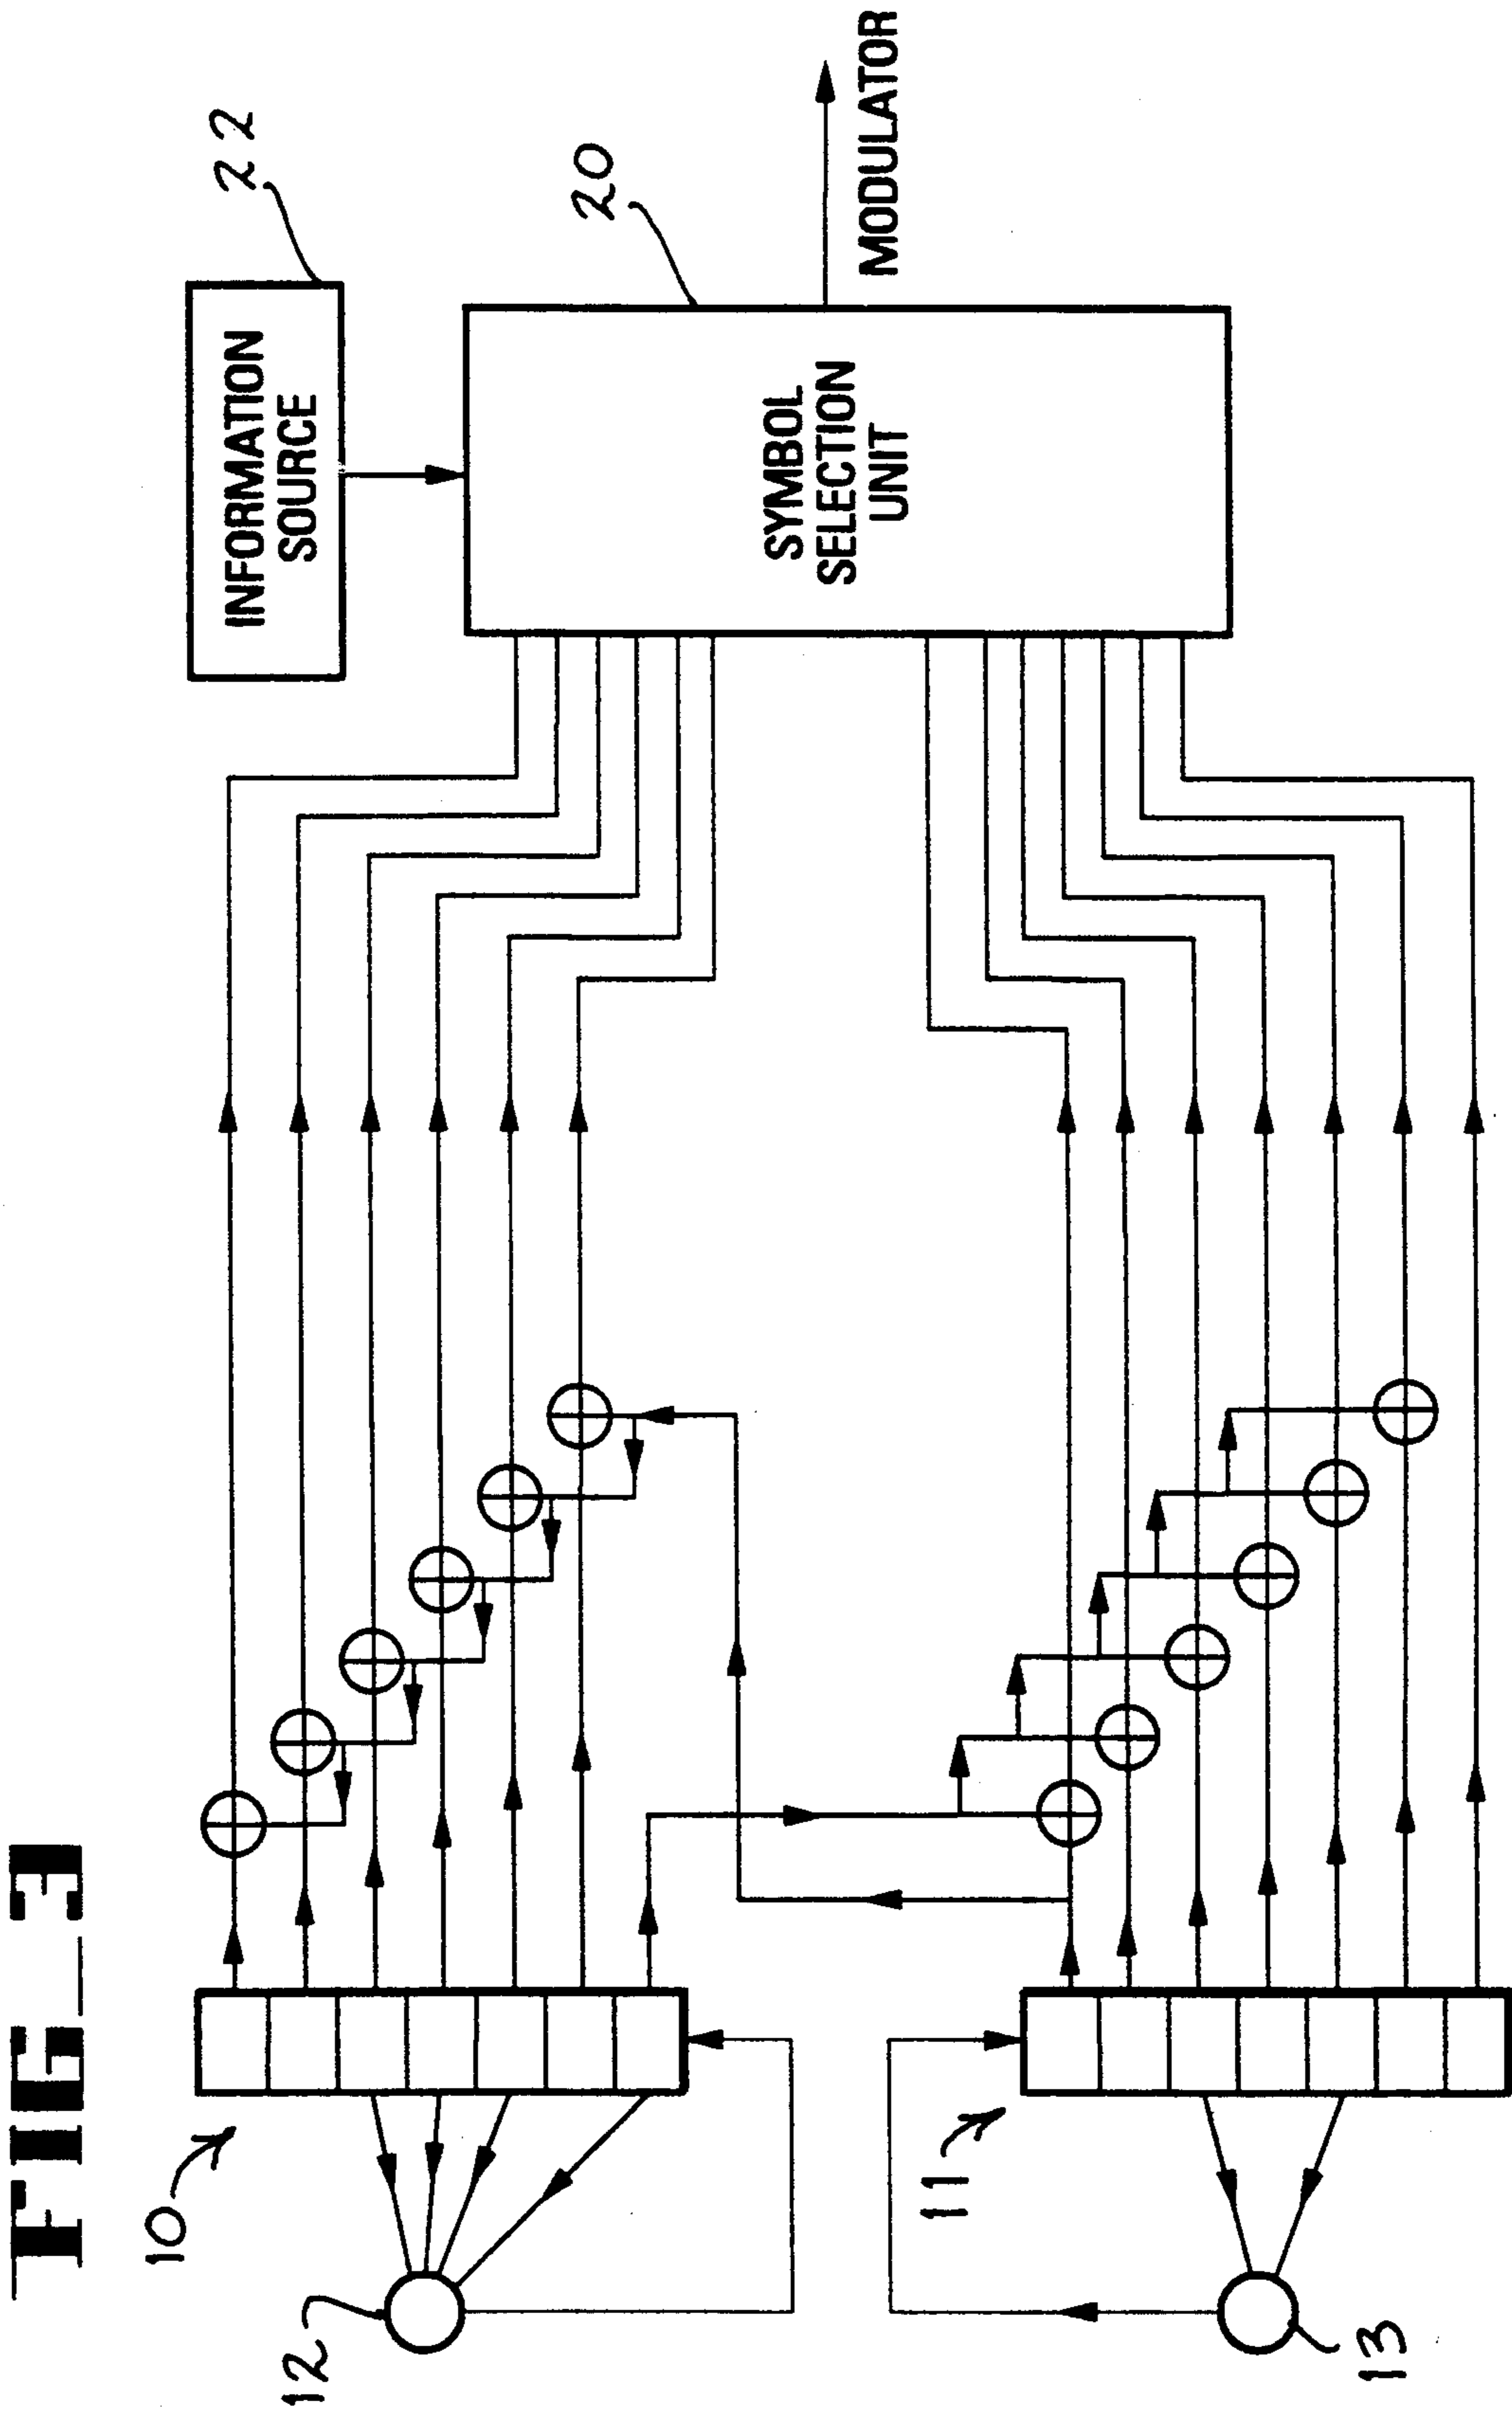 FIG_3
10
12
11
13
INFORMATION
SOURCE
22
SYMBOL
SELECTION
UNIT
20
MODULATOR